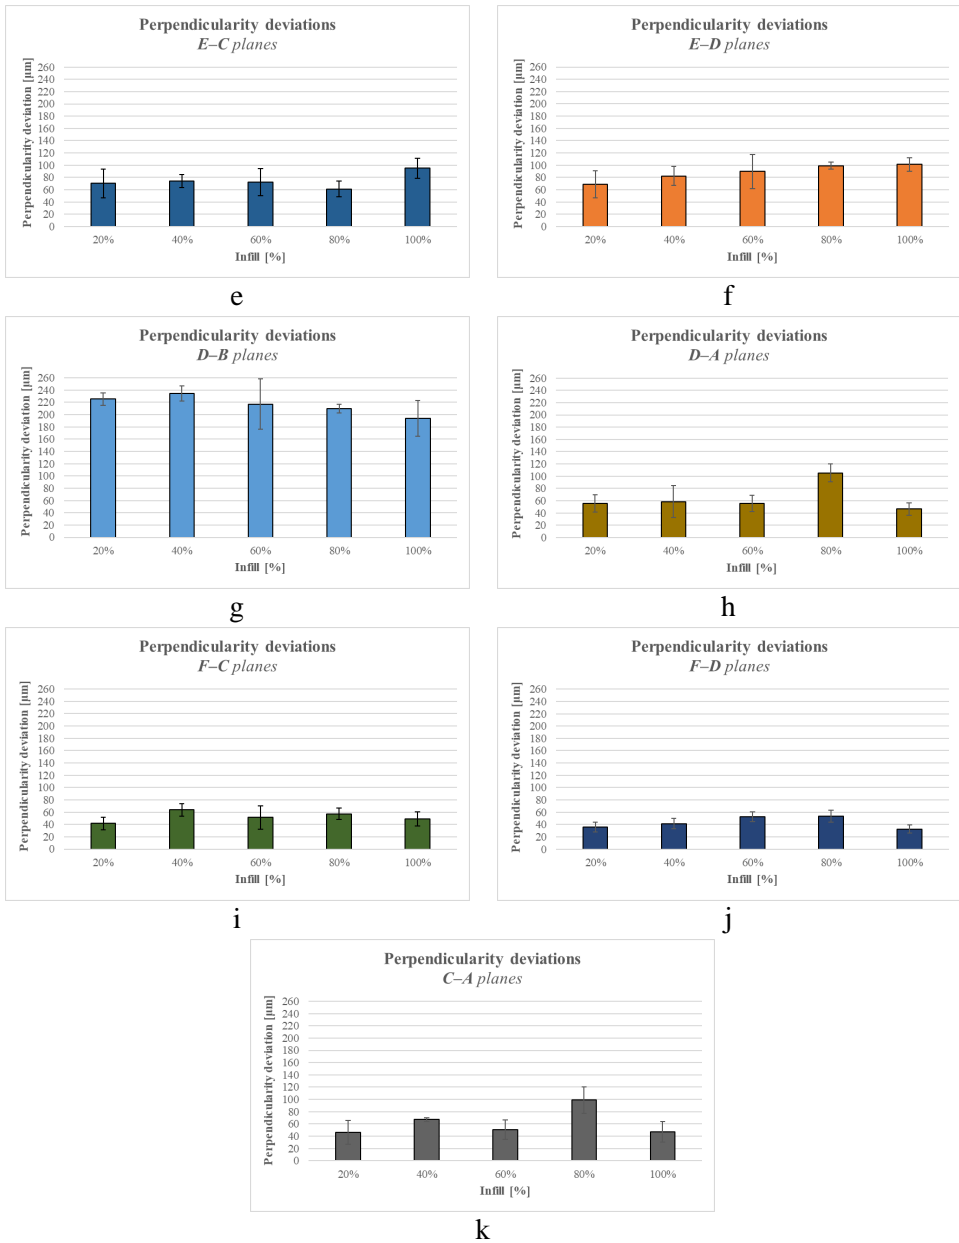 Perpendicularity deviations
E–C planes
Perpendicular deviation [µm]
260
240
220
200
180
160
140
120
100
80
60
40
20
0
20% 40% 60% 80% 100%
Infill [%]
e
Perpendicularity deviations
E–D planes
Perpendicular deviation [µm]
260
240
220
200
180
160
140
120
100
80
60
40
20
0
20% 40% 60% 80% 100%
Infill [%]
f
Perpendicularity deviations
D–B planes
Perpendicularity deviation [µm]
260
240
220
200
180
160
140
120
100
80
60
40
20
0
20% 40% 60% 80% 100%
Infill [%]
g
Perpendicularity deviations
D–A planes
Perpendicularity deviation [µm]
260
240
220
200
180
160
140
120
100
80
60
40
20
0
20% 40% 60% 80% 100%
Infill [%]
h
Perpendicularity deviations
F–C planes
Perpendicularity deviation [µm]
260
240
220
200
180
160
140
120
100
80
60
40
20
0
20% 40% 60% 80% 100%
Infill [%]
i
Perpendicularity deviations
F–D planes
Perpendicularity deviation [µm]
260
240
220
200
180
160
140
120
100
80
60
40
20
0
20% 40% 60% 80% 100%
Infill [%]
j
Perpendicularity deviations
C–A planes
Perpendicularity deviation [µm]
260
240
220
200
180
160
140
120
100
80
60
40
20
0
20% 40% 60% 80% 100%
Infill [%]
k